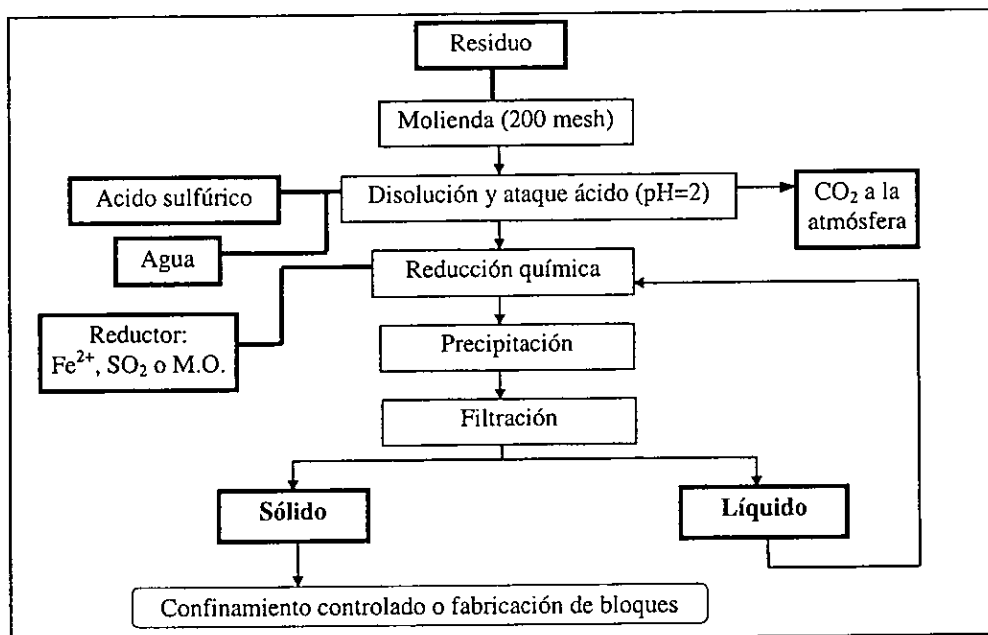 Residuo
Molienda (200 mesh)
Acido sulfúrico
Disolución y ataque ácido (pH=2)
CO₂ a la
atmósfera
Agua
Reducción química
Reductor:
Fe²⁺, SO₂ o M.O.
Precipitación
Filtración
Sólido
Líquido
Confinamiento controlado o fabricación de bloques